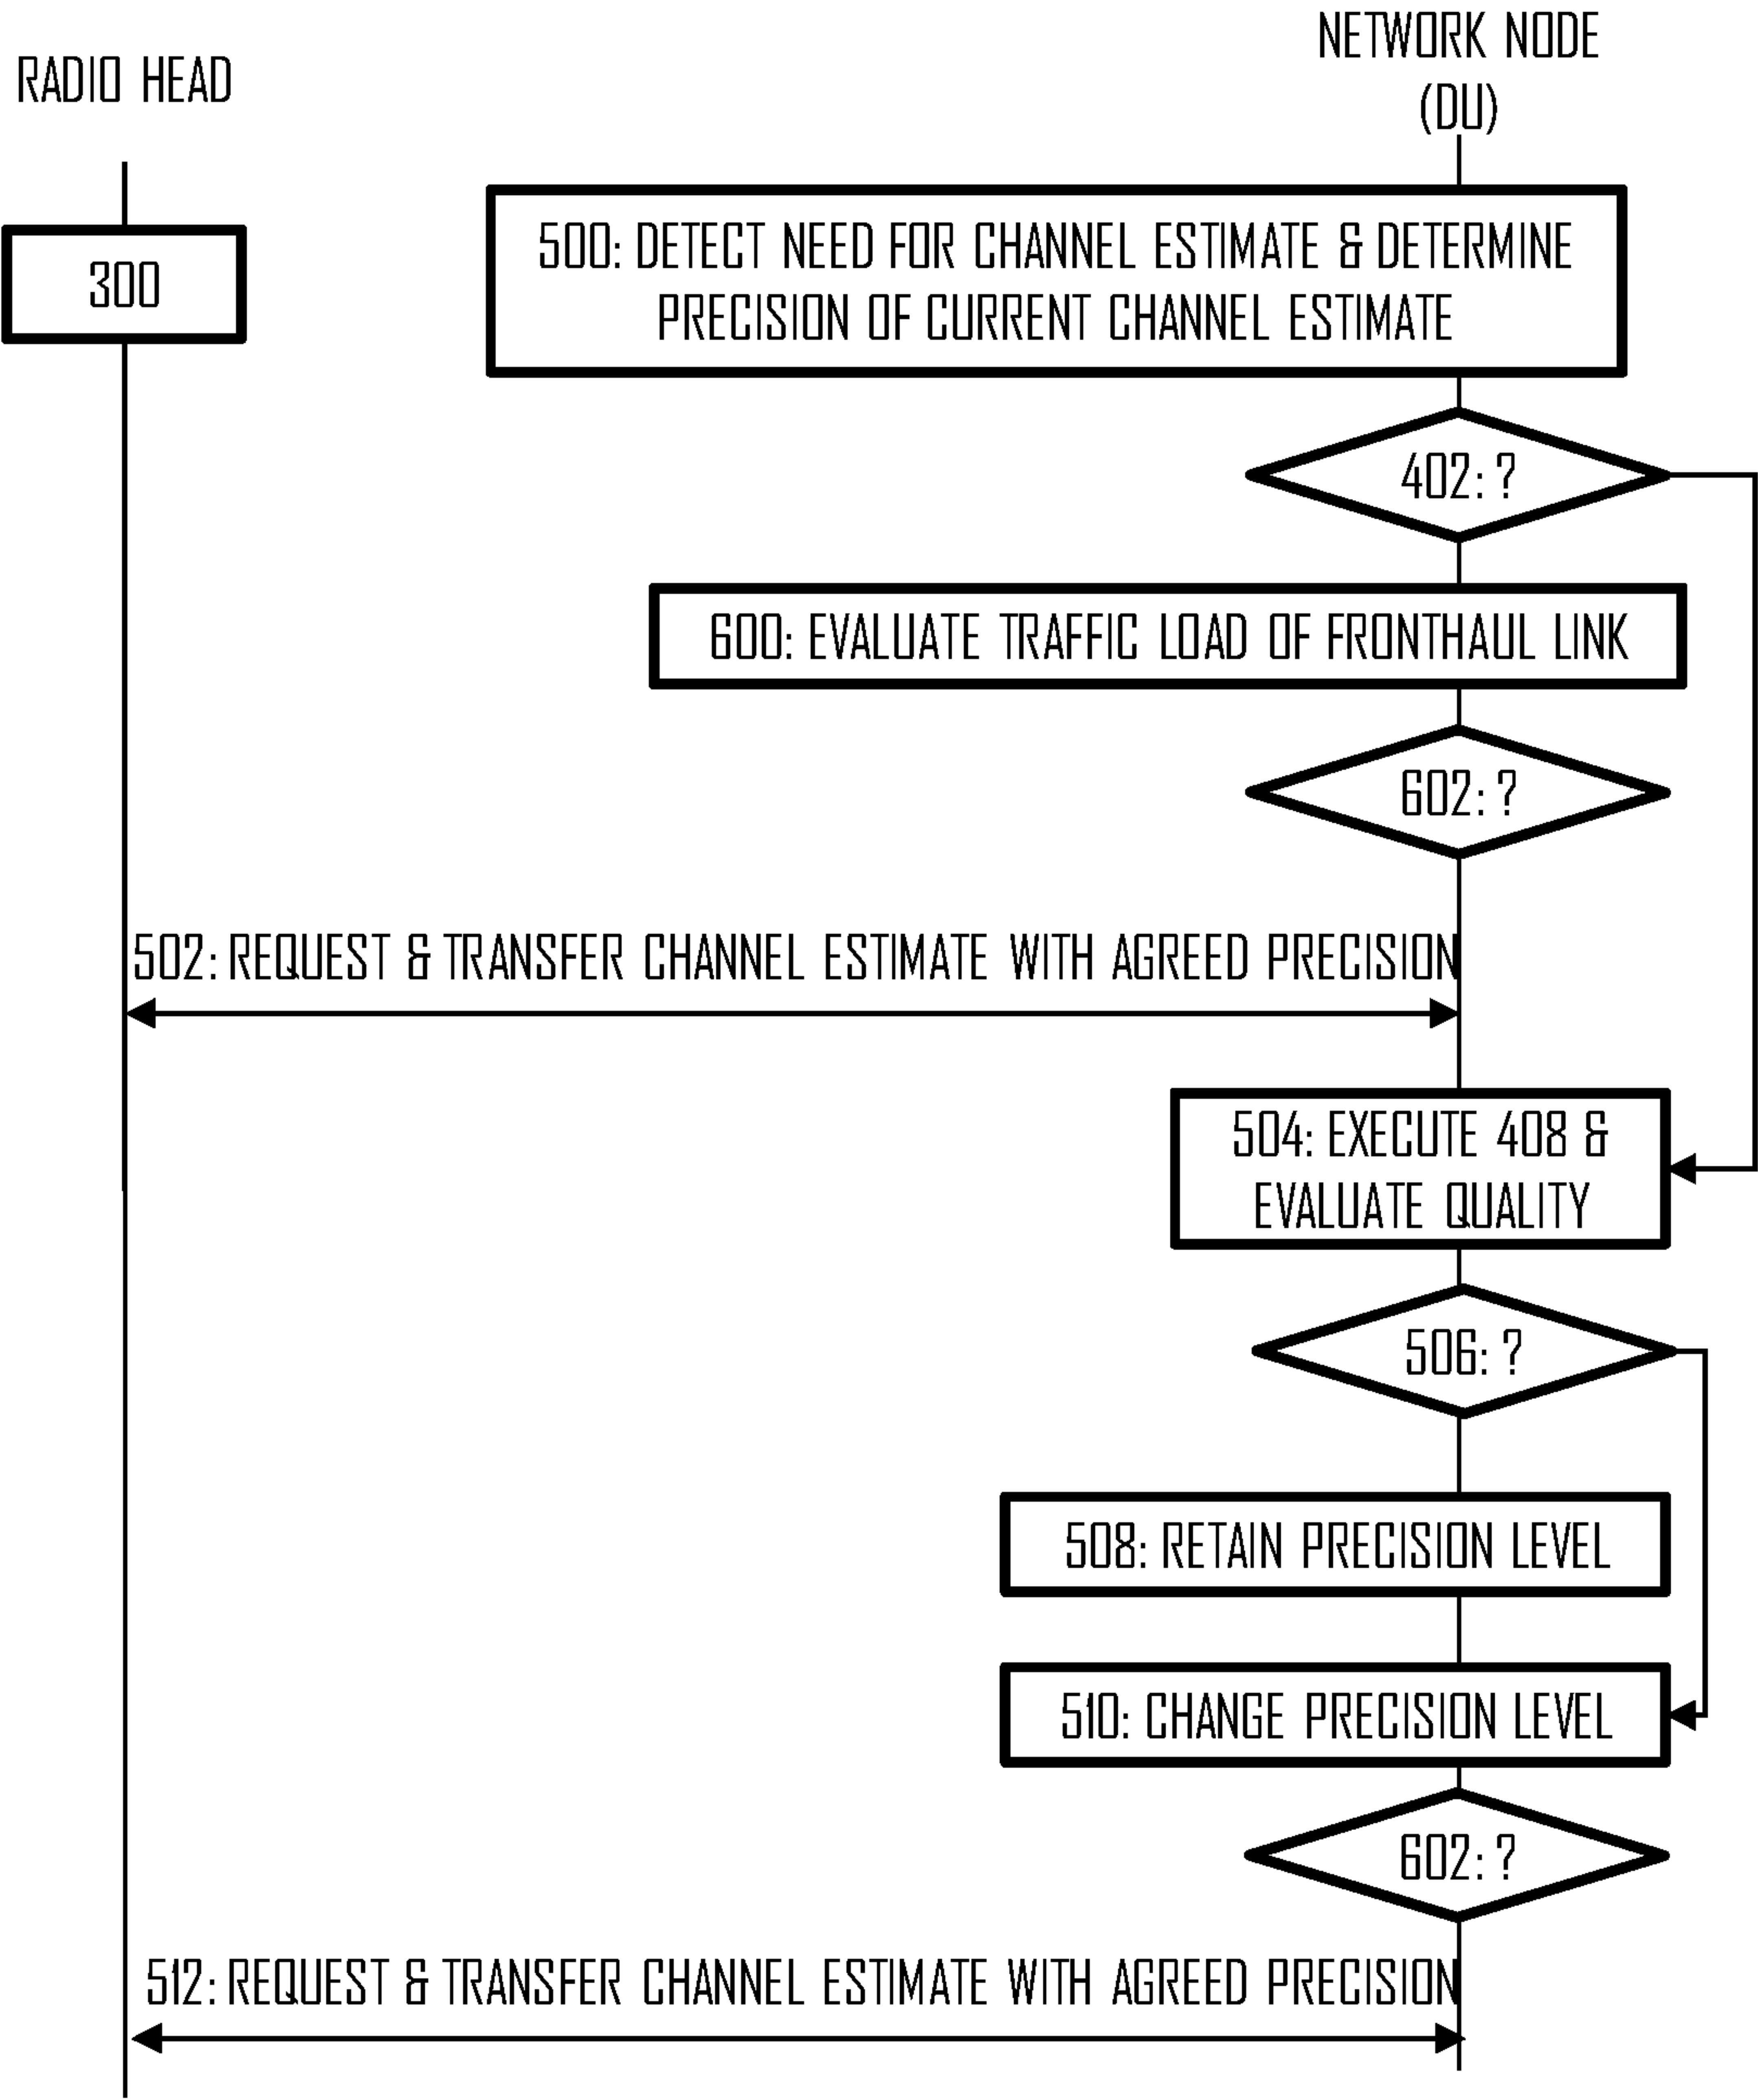 RADIO HEAD
NETWORK NODE
(DU)
300
500: DETECT NEED FOR CHANNEL ESTIMATE & DETERMINE
PRECISION OF CURRENT CHANNEL ESTIMATE
402: ?
600: EVALUATE TRAFFIC LOAD OF FRONTHAUL LINK
602: ?
502: REQUEST & TRANSFER CHANNEL ESTIMATE WITH AGREED PRECISION
504: EXECUTE 408 &
EVALUATE QUALITY
506: ?
508: RETAIN PRECISION LEVEL
510: CHANGE PRECISION LEVEL
602: ?
512: REQUEST & TRANSFER CHANNEL ESTIMATE WITH AGREED PRECISION